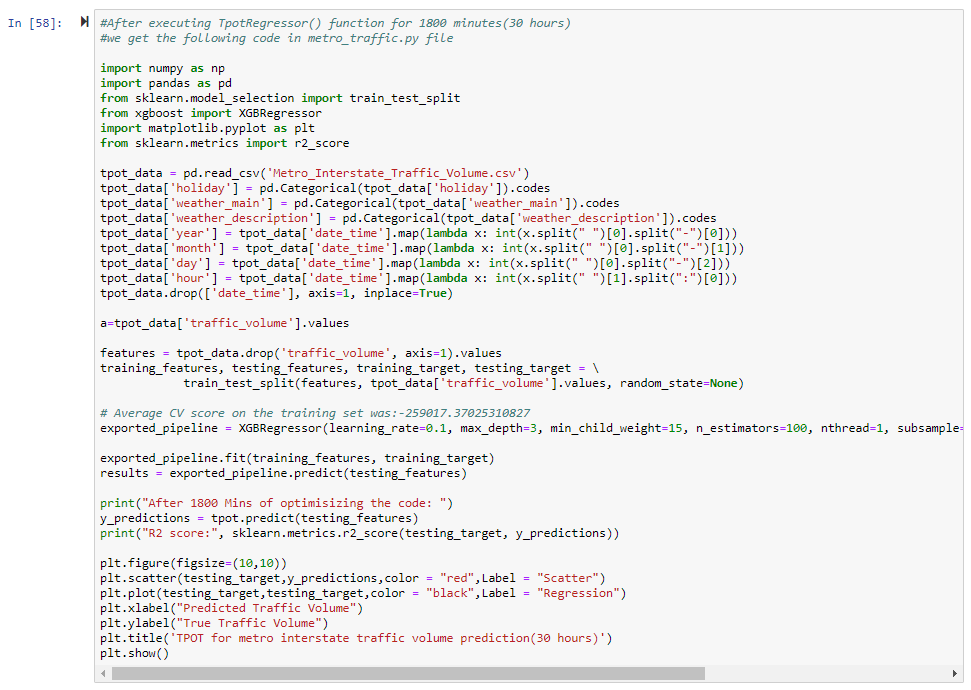 In [58]:
#After executing TpotRegressor() function for 1800 minutes(30 hours)
#we get the following code in metro_traffic.py file
import numpy as np
import pandas as pd
from sklearn.model_selection import train_test_split
from xgboost import XGBRegressor
import matplotlib.pyplot as plt
from sklearn.metrics import r2_score
tpot_data = pd.read_csv('Metro_Interstate_Traffic_Volume.csv')
tpot_data['holiday'] = pd.Categorical(tpot_data['holiday']).codes
tpot_data['weather_main'] = pd.Categorical(tpot_data['weather_main']).codes
tpot_data['weather_description'] = pd.Categorical(tpot_data['weather_description']).codes
tpot_data['year'] = tpot_data['date_time'].map(lambda x: int(x.split(" ")[0].split("-")[0]))
tpot_data['month'] = tpot_data['date_time'].map(lambda x: int(x.split(" ")[0].split("-")[1]))
tpot_data['day'] = tpot_data['date_time'].map(lambda x: int(x.split(" ")[0].split("-")[2]))
tpot_data['hour'] = tpot_data['date_time'].map(lambda x: int(x.split(" ")[1].split(":")[0]))
tpot_data.drop(['date_time'], axis=1, inplace=True)
a=tpot_data['traffic_volume'].values
features = tpot_data.drop('traffic_volume', axis=1).values
training_features, testing_features, training_target, testing_target = \
train_test_split(features, tpot_data['traffic_volume'].values, random_state=None)
# Average CV score on the training set was:-259017.37025310827
exported_pipeline = XGBRegressor(learning_rate=0.1, max_depth=3, min_child_weight=15, n_estimators=100, nthread=1, subsample=
exported_pipeline.fit(training_features, training_target)
results = exported_pipeline.predict(testing_features)
print("After 1800 Mins of optimisizing the code: ")
y_predictions = tpot.predict(testing_features)
print("R2 score:", sklearn.metrics.r2_score(testing_target, y_predictions))
plt.figure(figsize=(10,10))
plt.scatter(testing_target,y_predictions,color = "red",Label = "Scatter")
plt.plot(testing_target,testing_target,color = "black",Label = "Regression")
plt.xlabel("Predicted Traffic Volume")
plt.ylabel("True Traffic Volume")
plt.title('TPOT for metro interstate traffic volume prediction(30 hours)')
plt.show()